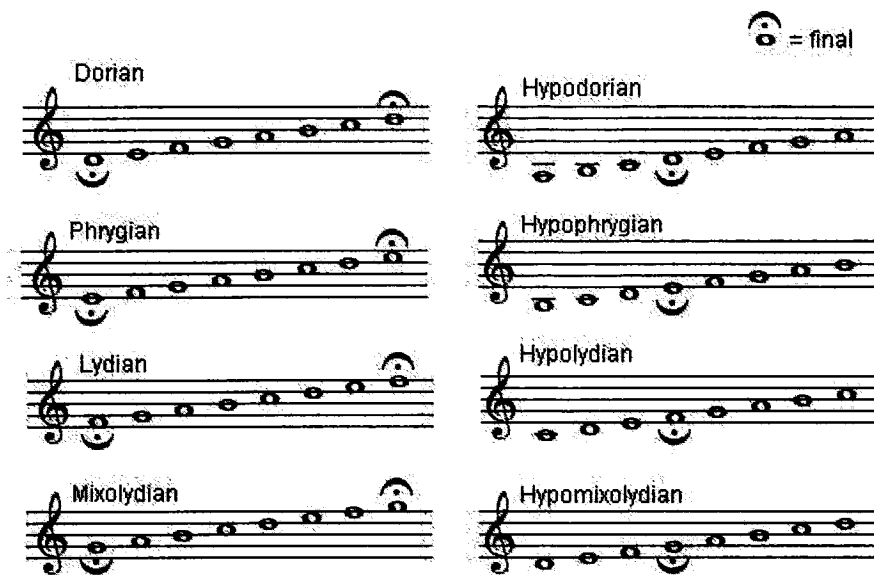 = final
Dorian
Hypodorian
Phrygian
Hypophrygian
Lydian
Hypolydian
Mixolydian
Hypomixolydian